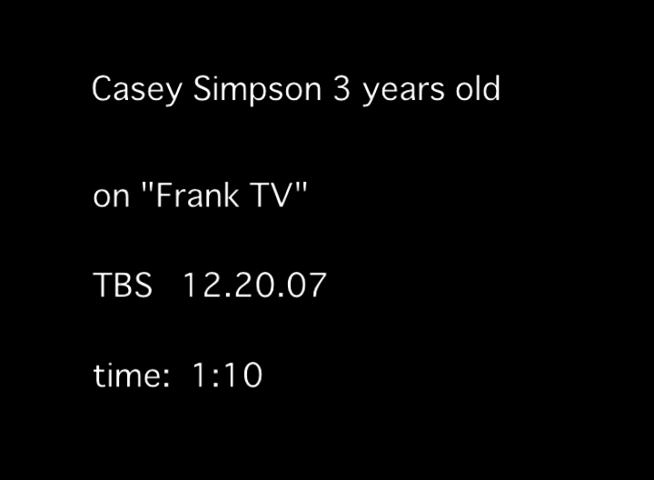 Casey Simpson 3 years old
on "Frank TV"
TBS 12.20.07
time: 1:10